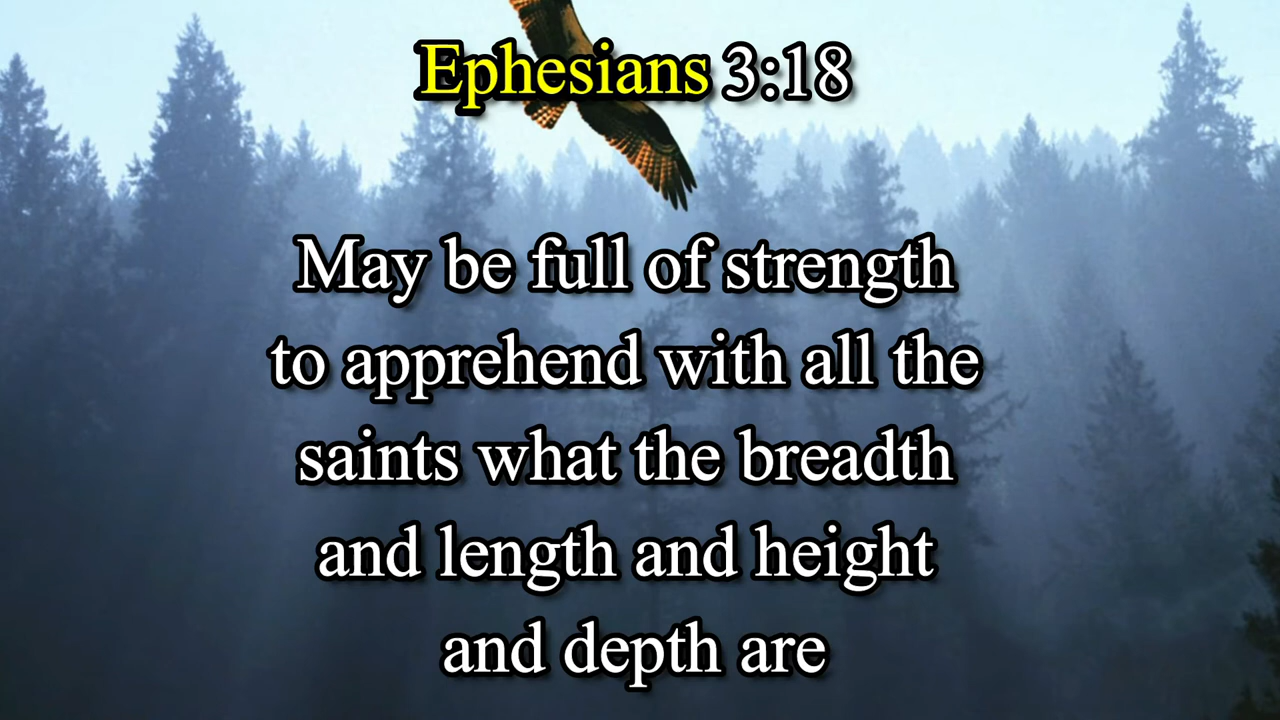 Ephesians 3:18
May be full of strength
to apprehend with all the
saints what the breadth
and length and height
and depth are